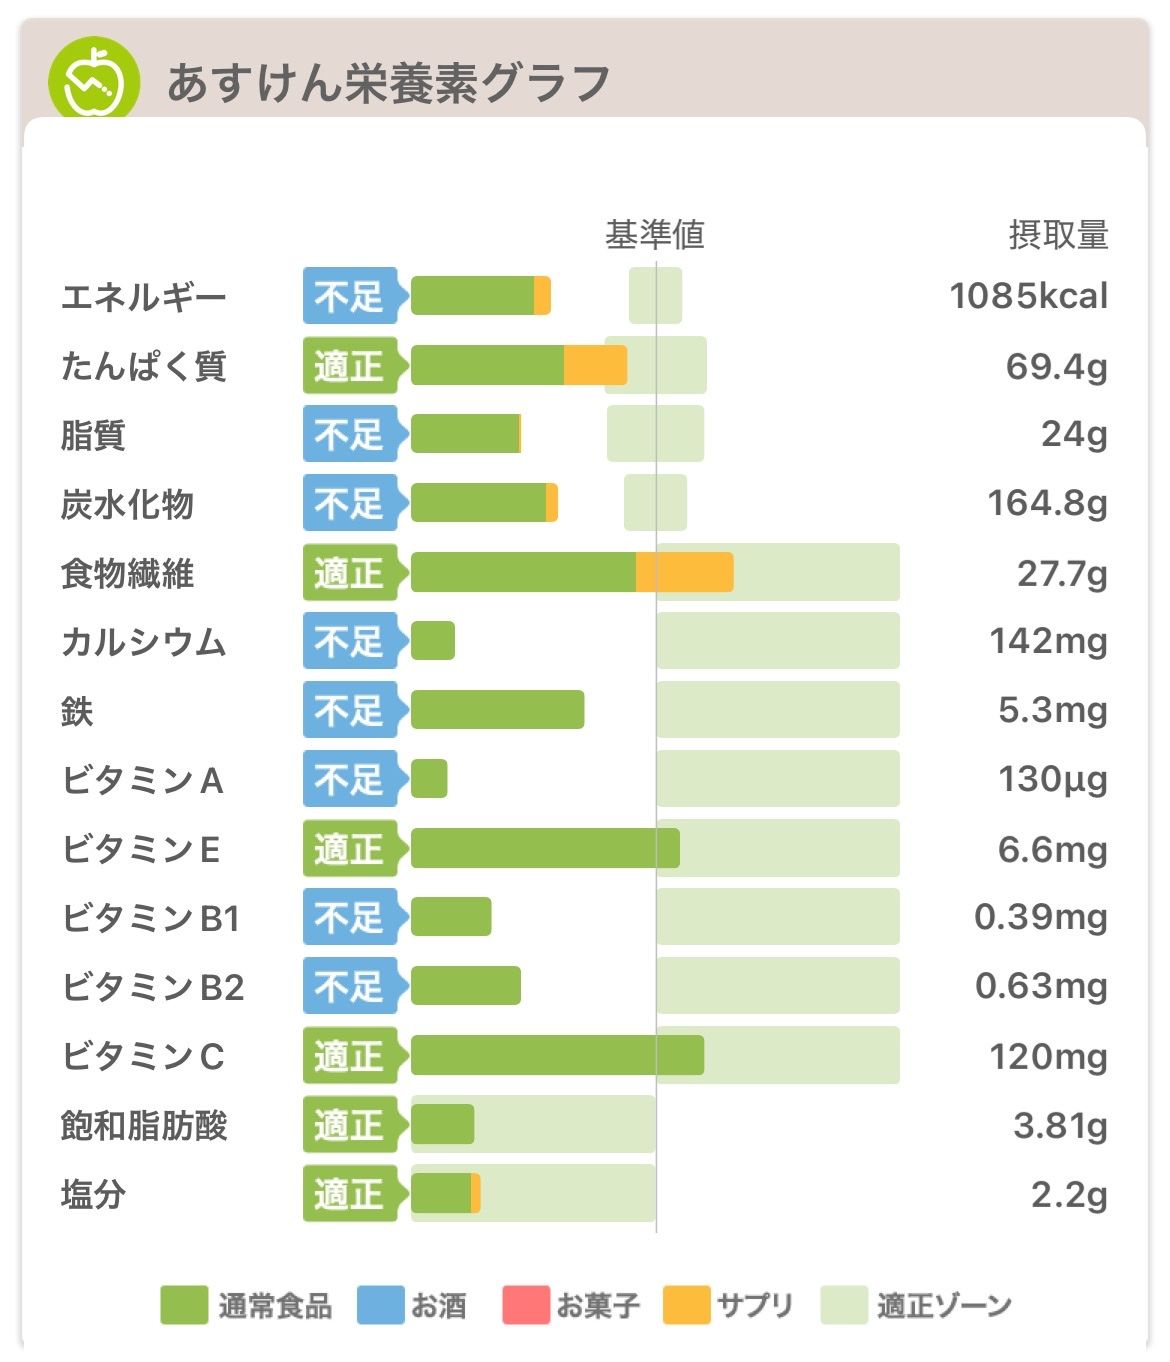 あすけん栄養素グラフ
基準値 摂取量
エネルギー 不足 1085kcal
たんぱく質 適正 69.4g
脂質 不足 24g
炭水化物 不足 164.8g
食物繊維 適正 27.7g
カルシウム 不足 142mg
鉄 不足 5.3mg
ビタミンA 不足 130μg
ビタミンE 適正 6.6mg
ビタミンB1 不足 0.39mg
ビタミンB2 不足 0.63mg
ビタミンC 適正 120mg
飽和脂肪酸 適正 3.81g
塩分 適正 2.2g
通常食品 お酒 お菓子 サプリ 適正ゾーン